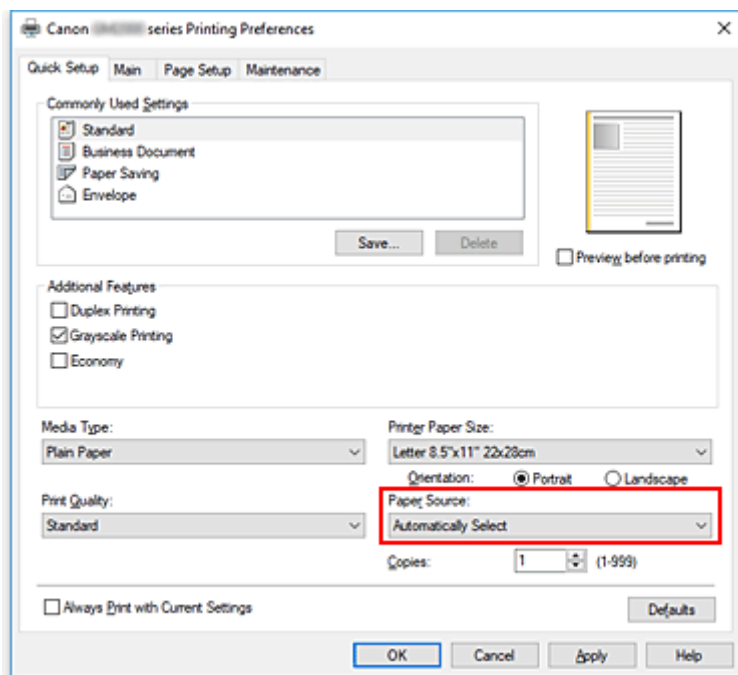 Canon series Printing Preferences
Quick Setup Main Page Setup Maintenance
Commonly Used Settings
Standard
Business Document
Paper Saving
Envelope
Save... Delete
Preview before printing
Additional Features
Duplex Printing
Grayscale Printing
Economy
Media Type: Printer Paper Size:
Plain Paper Letter 8.5"x11" 22x28cm
Orientation: Portrait Landscape
Print Quality: Paper Source:
Standard Automatically Select
Copies: 1 (1-999)
Always Print with Current Settings Defaults
OK Cancel Apply Help